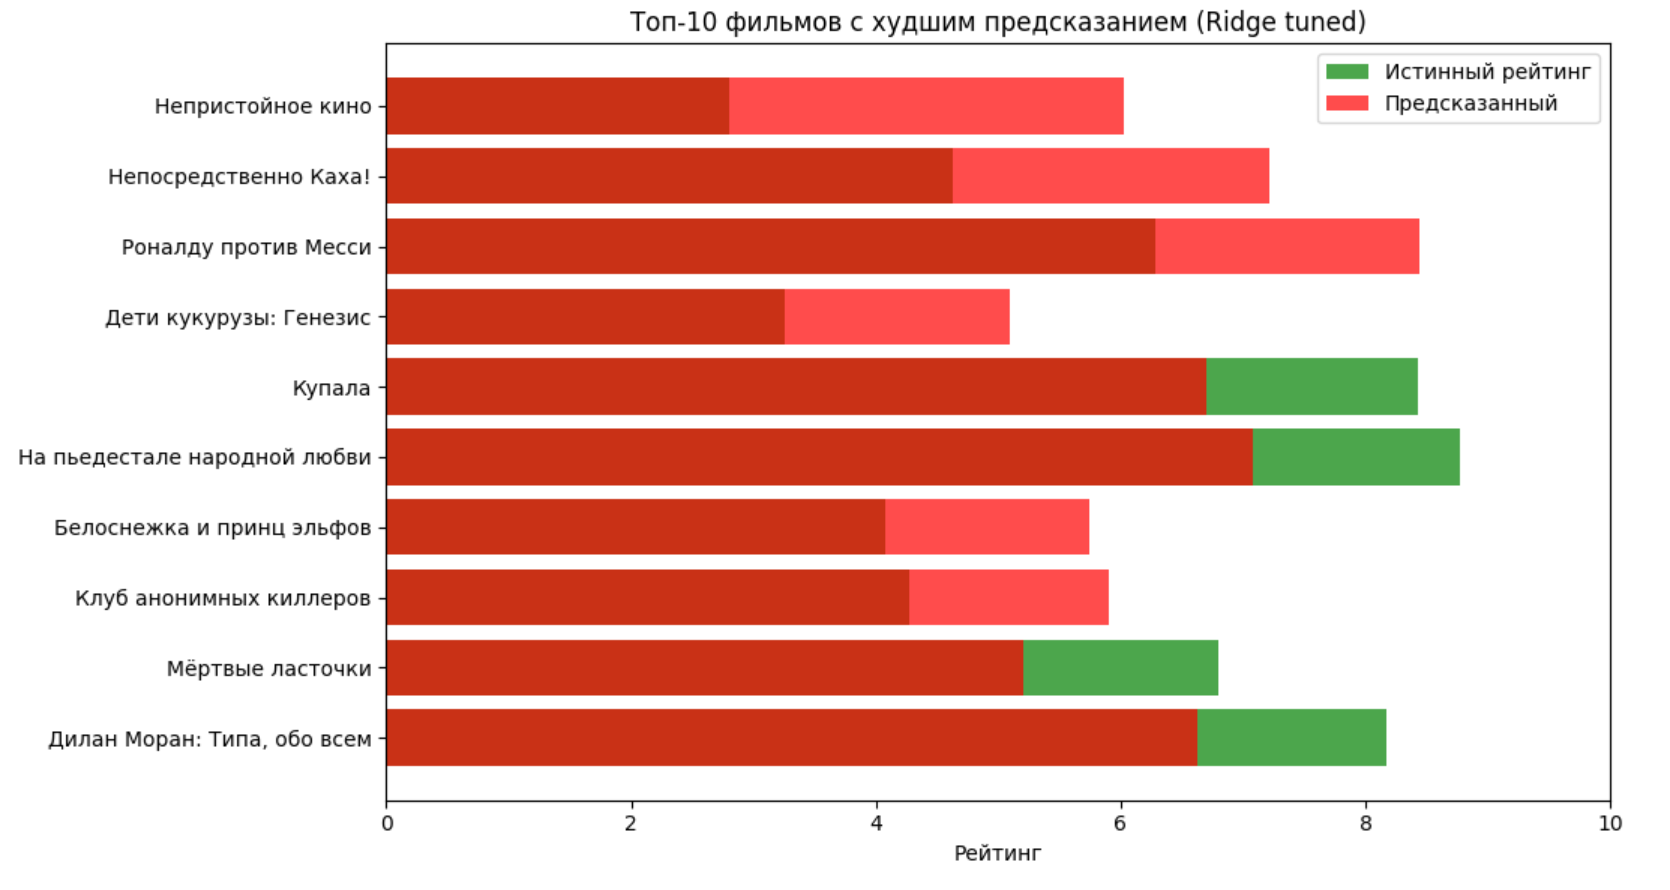 Топ-10 фильмов с худшим предсказанием (Ridge tuned)
Истинный рейтинг
Предсказанный
Непристойное кино
Непосредственно Каха!
Роналду против Месси
Дети кукурузы: Генезис
Купала
На пьедестале народной любви
Белоснежка и принц эльфов
Клуб анонимных киллеров
Мёртвые ласточки
Дилан Моран: Типа, обо всем
0 2 4 6 8 10
Рейтинг